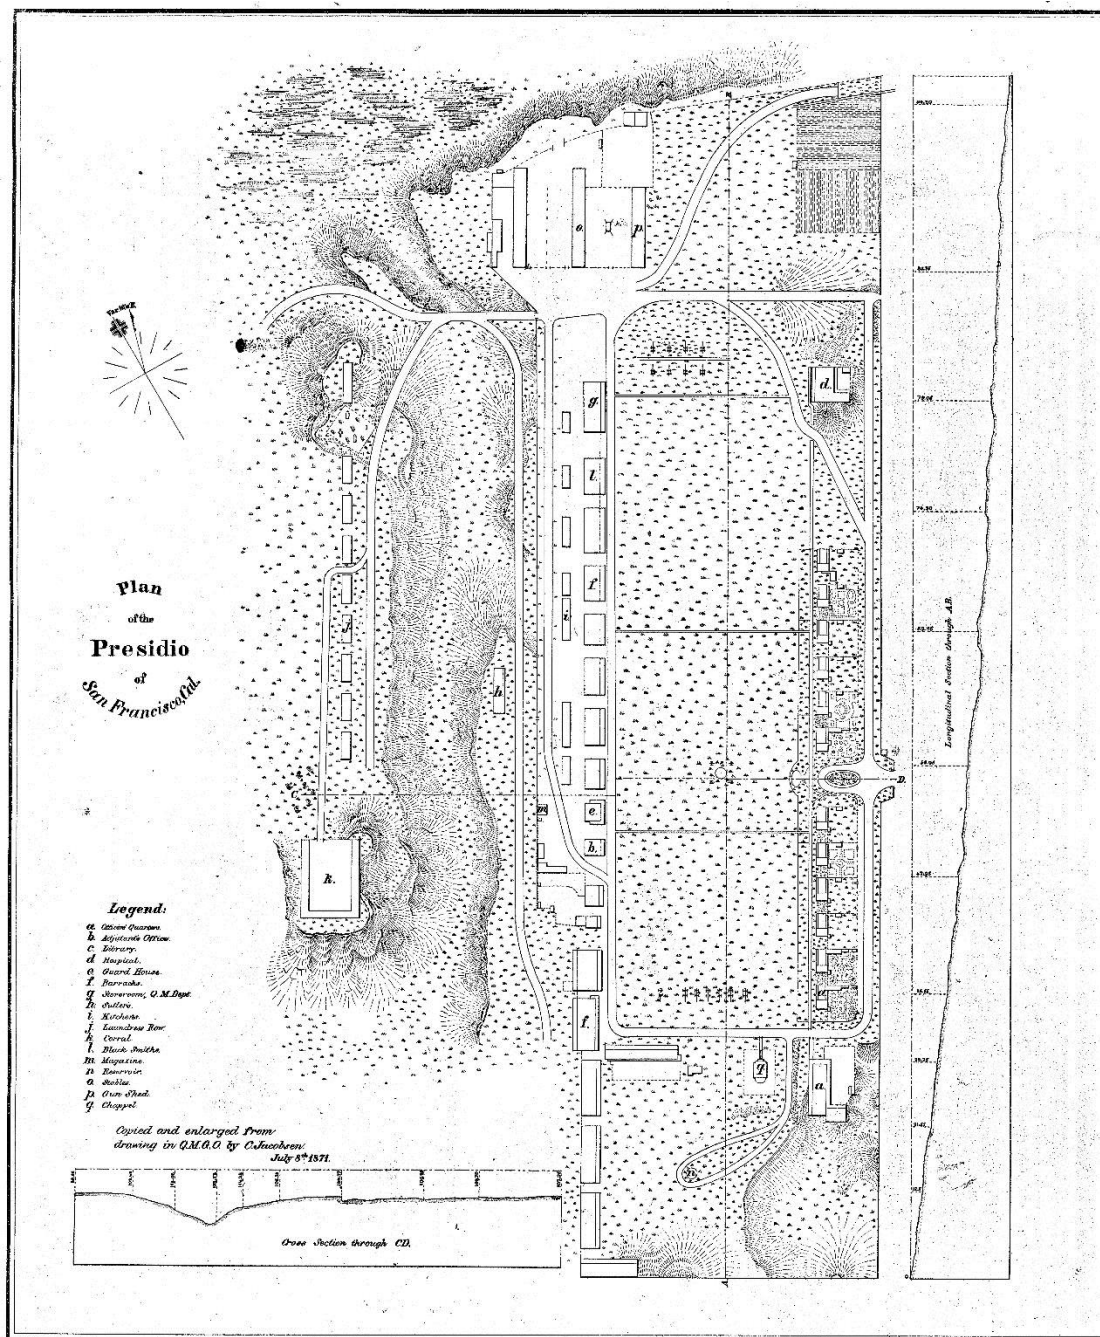 Plan
of the
Presidio
of
San Francisco, Cal.
Legend:
a Officers Quarters.
b Adjutants Office.
c Library.
d Hospital.
e Guard House.
f Barracks.
g Storeroom, Q.M. Dept.
h Sutlers.
i Kitchens.
j Laundress Row.
k Corral.
l. Black Smiths.
m Magazine.
n Reservoir.
o Stables.
p Gun Shed.
q Chappel.
Copied and enlarged from
drawing in Q.M.G.O. by C. Jacobsen.
July 8th 1871.
Cross Section through CD.
Longitudinal Section through A.B.
o.
p.
d.
g
l.
f
i.
j
h
m
e.
b.
k.
f.
q
a
a
n
D.
A.